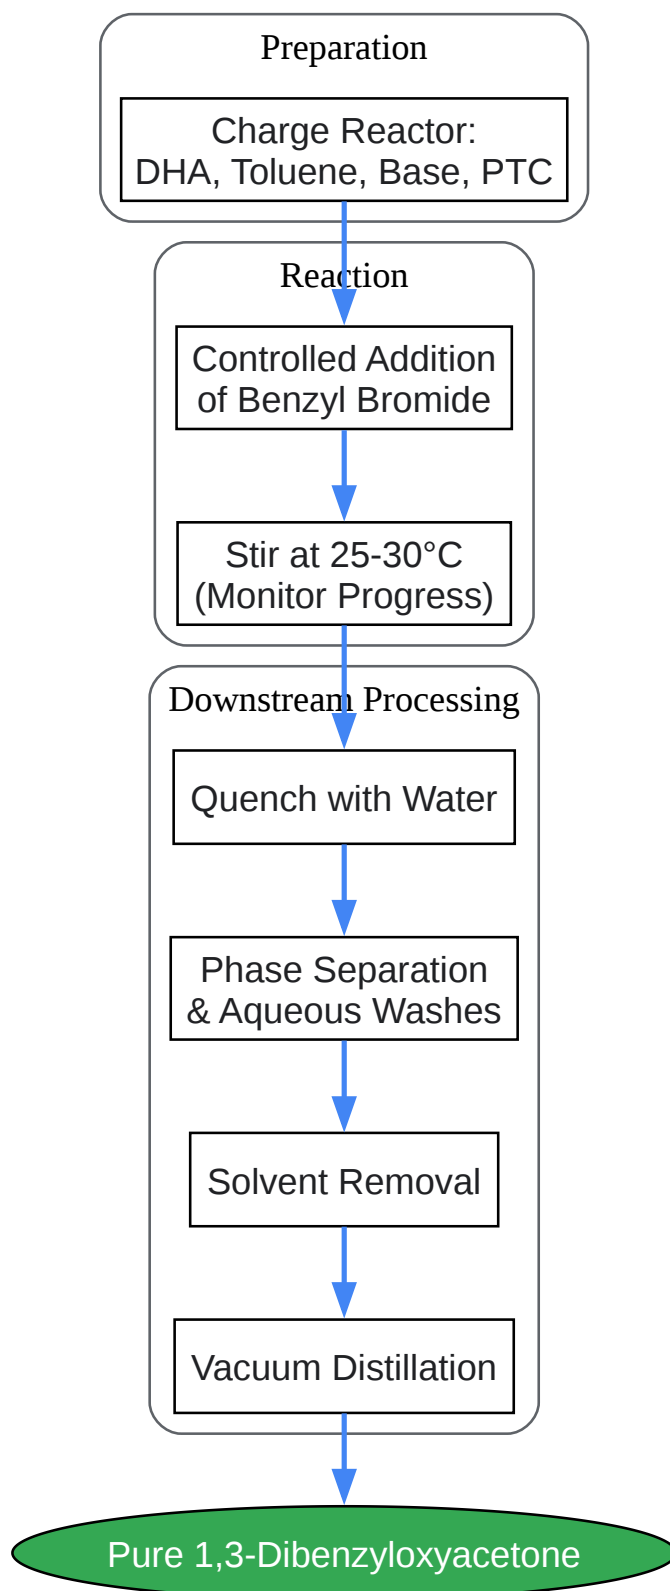 Preparation
Charge Reactor:
DHA, Toluene, Base, PTC
Reaction
Controlled Addition
of Benzyl Bromide
Stir at 25-30°C
(Monitor Progress)
Downstream Processing
Quench with Water
Phase Separation
& Aqueous Washes
Solvent Removal
Vacuum Distillation
Pure 1,3-Dibenzyloxyacetone